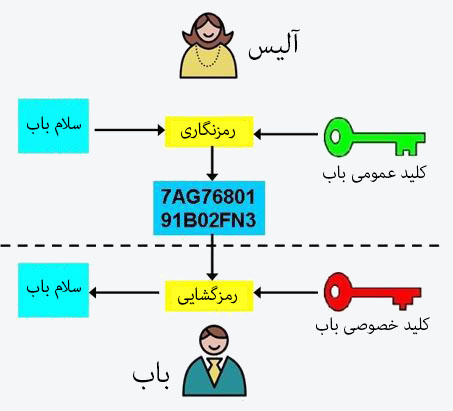 آلیس
سلام باب
رمزنگاری
کلید عمومی باب
7AG76801
91B02FN3
سلام باب
رمزگشایی
کلید خصوصی باب
باب